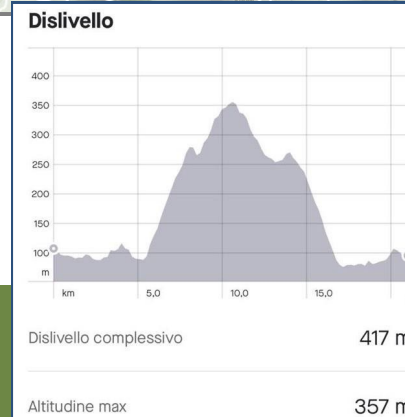 Dislivello
400
350
300
250
200
150
100
m
km 5,0 10,0 15,0
Dislivello complessivo 417 m
Altitudine max 357 m